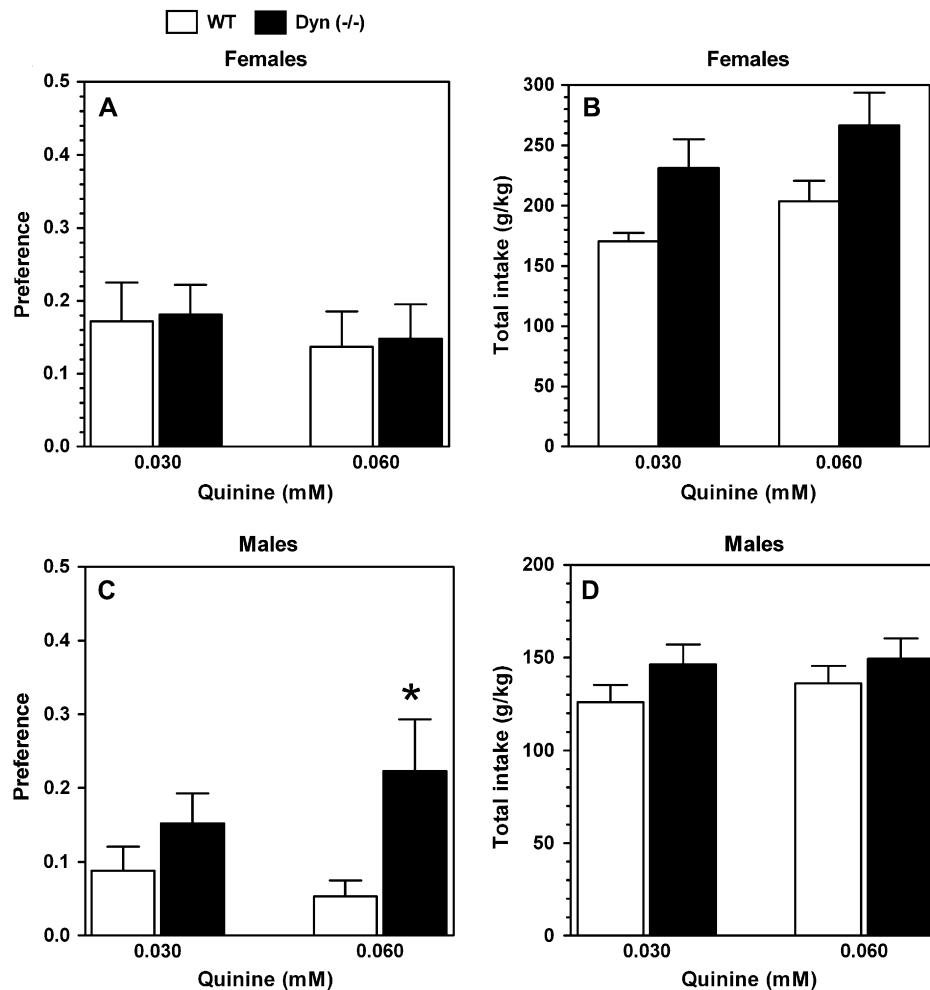 WT Dyn (-/-)
Females
A
0.5
0.4
0.3
0.2
0.1
0.0
Preference
0.030 0.060
Quinine (mM)
Females
B
300
250
200
150
100
50
0
Total intake (g/kg)
0.030 0.060
Quinine (mM)
Males
C
0.5
0.4
0.3
0.2
0.1
0.0
Preference
*
0.030 0.060
Quinine (mM)
Males
D
200
150
100
50
0
Total intake (g/kg)
0.030 0.060
Quinine (mM)